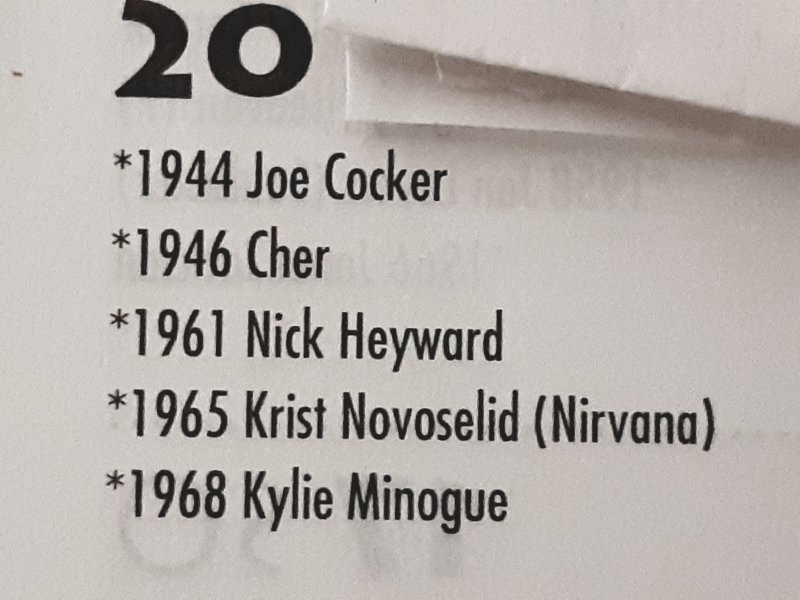 20
*1944 Joe Cocker
*1946 Cher
*1961 Nick Heyward
*1965 Krist Novoselid (Nirvana)
*1968 Kylie Minogue